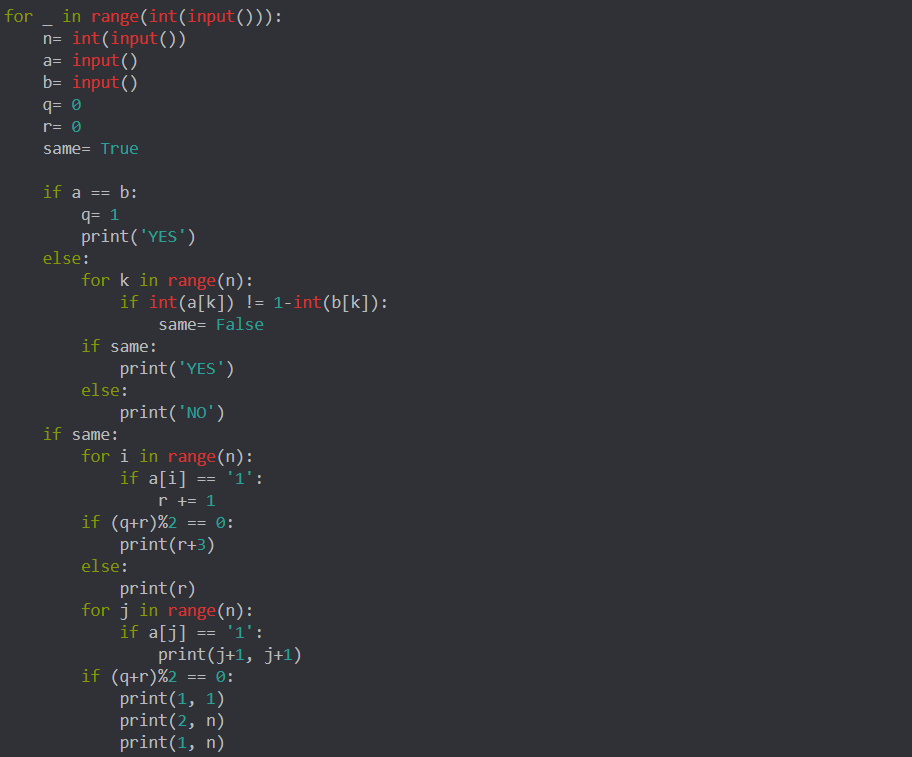 for _ in range(int(input())):
    n= int(input())
    a= input()
    b= input()
    q= 0
    r= 0
    same= True

    if a == b:
        q= 1
        print('YES')
    else:
        for k in range(n):
            if int(a[k]) != 1-int(b[k]):
                same= False
        if same:
            print('YES')
        else:
            print('NO')
    if same:
        for i in range(n):
            if a[i] == '1':
                r += 1
        if (q+r)%2 == 0:
            print(r+3)
        else:
            print(r)
        for j in range(n):
            if a[j] == '1':
                print(j+1, j+1)
        if (q+r)%2 == 0:
            print(1, 1)
            print(2, n)
            print(1, n)